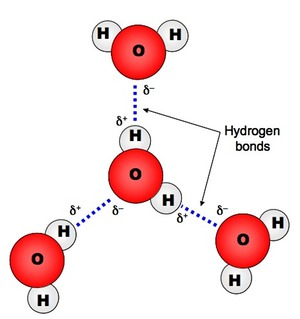 H H
O
δ⁻
δ⁺
H
Hydrogen
bonds
O
H
δ⁺ δ⁻ δ⁺ δ⁻
H H
O O
H H